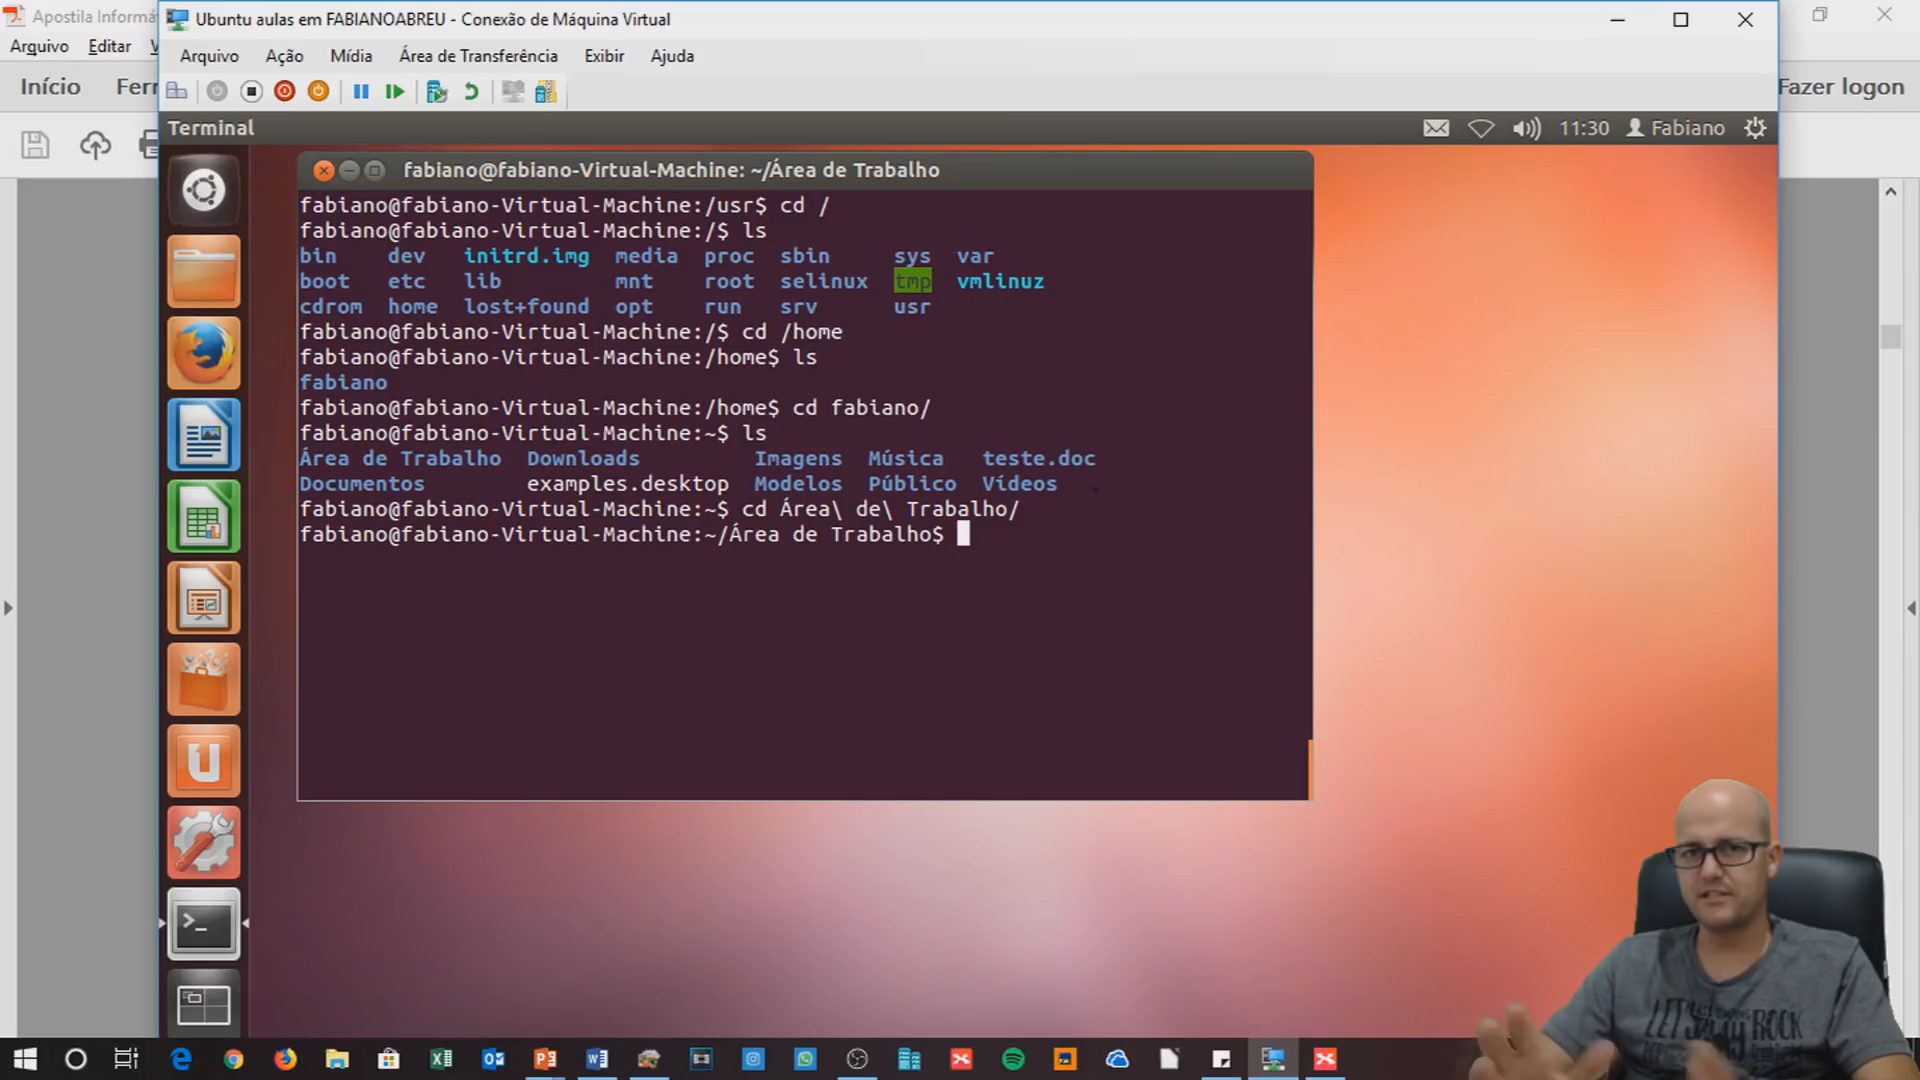 Apostila Informá
Ubuntu aulas em FABIANOABREU - Conexão de Máquina Virtual
Arquivo Editar V
Arquivo Ação Mídia Área de Transferência Exibir Ajuda
Início Ferr
Fazer logon
Terminal
11:30 Fabiano
fabiano@fabiano-Virtual-Machine: ~/Área de Trabalho
fabiano@fabiano-Virtual-Machine:/usr$ cd /
fabiano@fabiano-Virtual-Machine:/$ ls
bin dev initrd.img media proc sbin sys var
boot etc lib mnt root selinux tmp vmlinuz
cdrom home lost+found opt run srv usr
fabiano@fabiano-Virtual-Machine:/$ cd /home
fabiano@fabiano-Virtual-Machine:/home$ ls
fabiano
fabiano@fabiano-Virtual-Machine:/home$ cd fabiano/
fabiano@fabiano-Virtual-Machine:~$ ls
Área de Trabalho Downloads Imagens Música teste.doc
Documentos examples.desktop Modelos Público Vídeos
fabiano@fabiano-Virtual-Machine:~$ cd Área\ de\ Trabalho/
fabiano@fabiano-Virtual-Machine:~/Área de Trabalho$